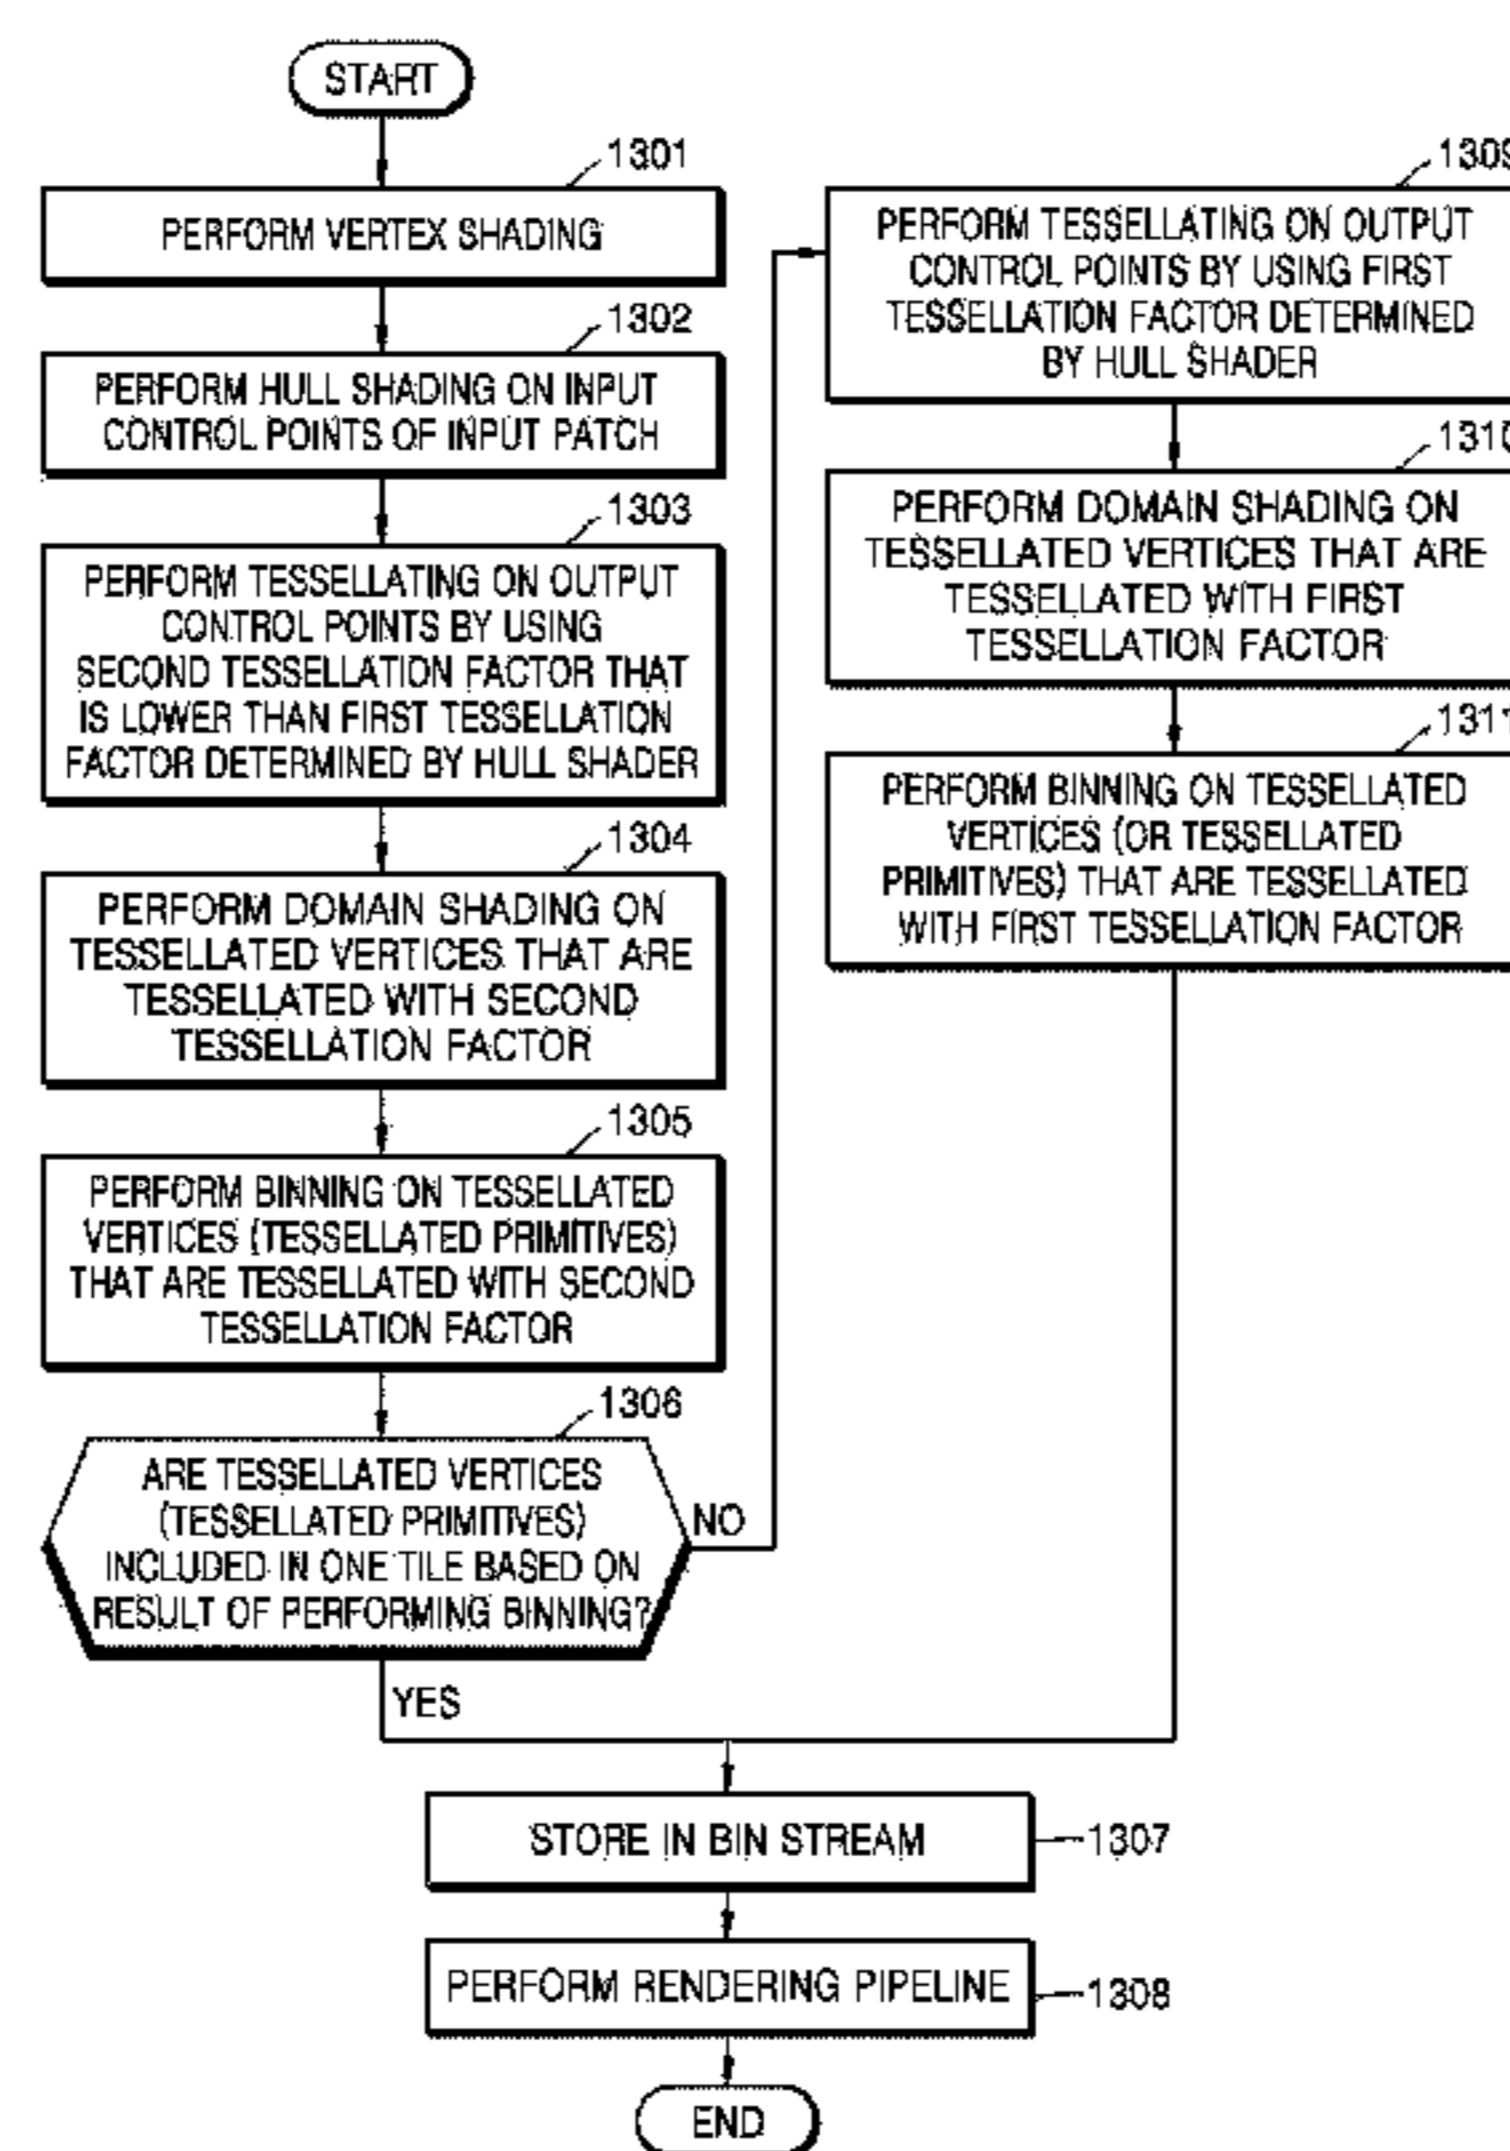 START
1301
PERFORM VERTEX SHADING
1302
PERFORM HULL SHADING ON INPUT
CONTROL POINTS OF INPUT PATCH
1303
PERFORM TESSELLATING ON OUTPUT
CONTROL POINTS BY USING
SECOND TESSELLATION FACTOR THAT
IS LOWER THAN FIRST TESSELLATION
FACTOR DETERMINED BY HULL SHADER
1304
PERFORM DOMAIN SHADING ON
TESSELLATED VERTICES THAT ARE
TESSELLATED WITH SECOND
TESSELLATION FACTOR
1305
PERFORM BINNING ON TESSELLATED
VERTICES (TESSELLATED PRIMITIVES)
THAT ARE TESSELLATED WITH SECOND
TESSELLATION FACTOR
1306
ARE TESSELLATED VERTICES
(TESSELLATED PRIMITIVES)
INCLUDED IN ONE TILE BASED ON
RESULT OF PERFORMING BINNING?
NO
YES
1309
PERFORM TESSELLATING ON OUTPUT
CONTROL POINTS BY USING FIRST
TESSELLATION FACTOR DETERMINED
BY HULL SHADER
1310
PERFORM DOMAIN SHADING ON
TESSELLATED VERTICES THAT ARE
TESSELLATED WITH FIRST
TESSELLATION FACTOR
1311
PERFORM BINNING ON TESSELLATED
VERTICES (OR TESSELLATED
PRIMITIVES) THAT ARE TESSELLATED
WITH FIRST TESSELLATION FACTOR
STORE IN BIN STREAM
1307
PERFORM RENDERING PIPELINE
1308
END